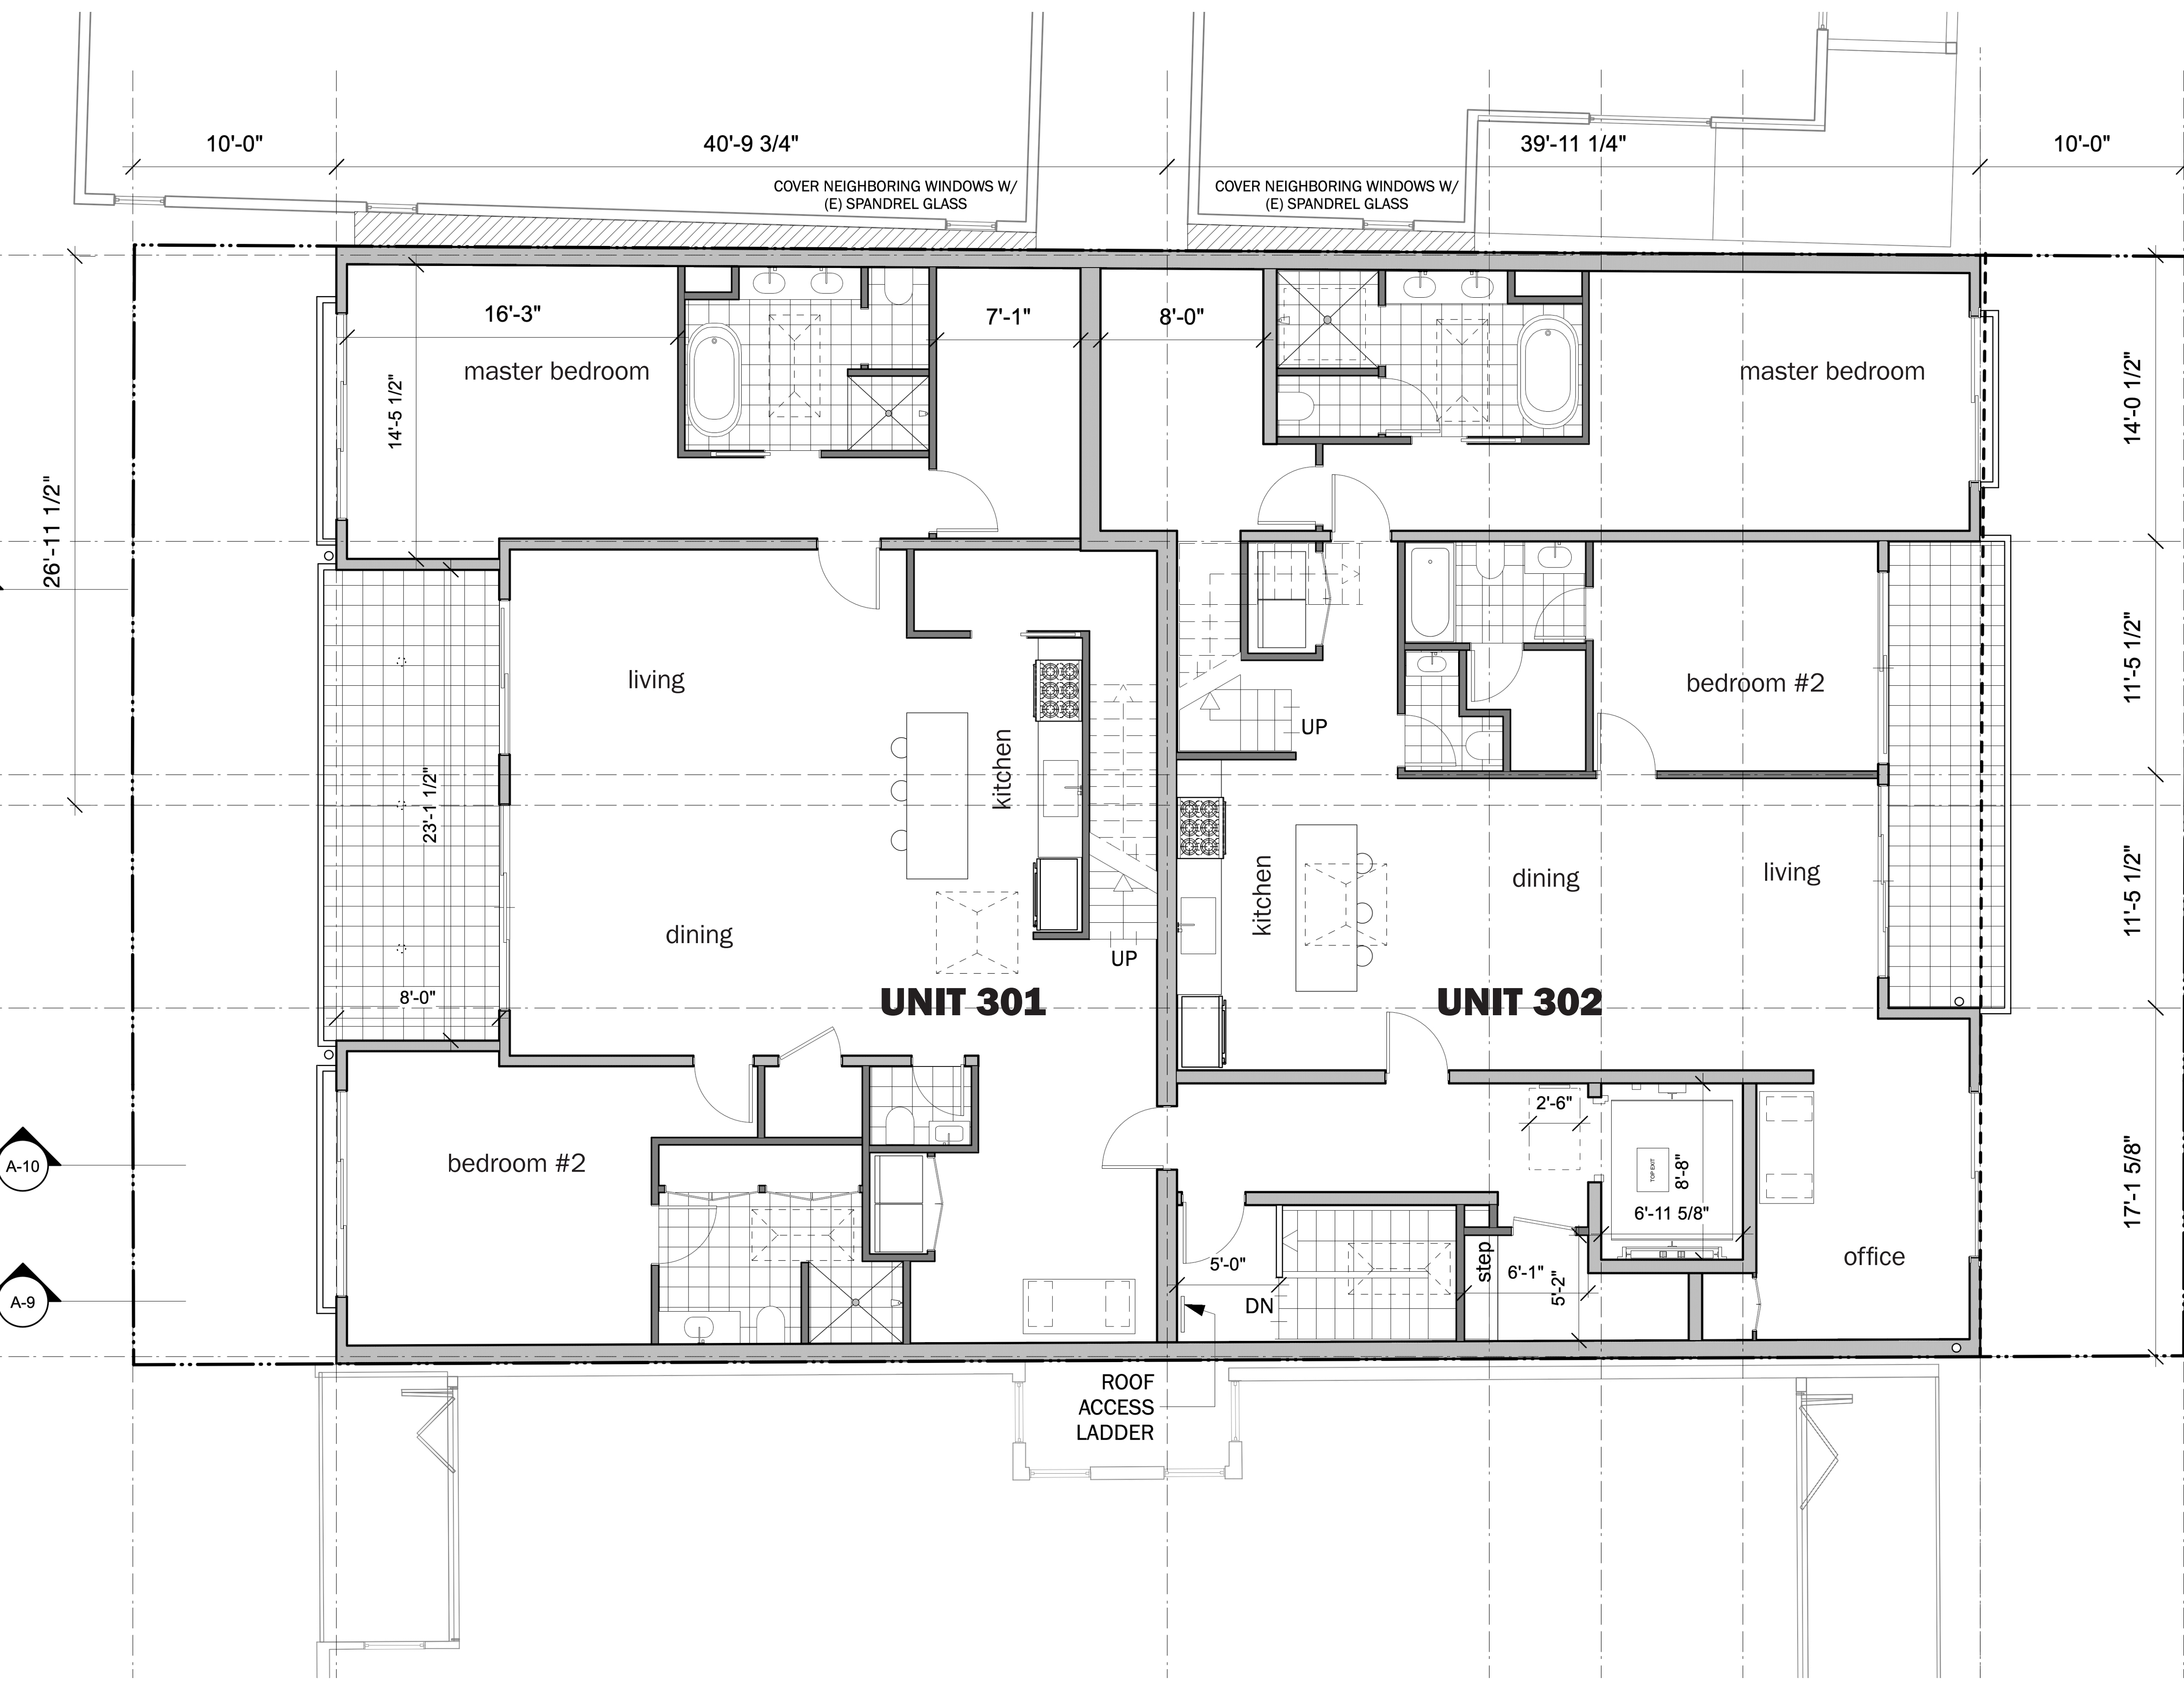 10'-0"
40'-9 3/4"
39'-11 1/4"
10'-0"
COVER NEIGHBORING WINDOWS W/
(E) SPANDREL GLASS
COVER NEIGHBORING WINDOWS W/
(E) SPANDREL GLASS
16'-3"
7'-1"
8'-0"
master bedroom
master bedroom
14'-5 1/2"
14'-0 1/2"
26'-11 1/2"
living
kitchen
UP
bedroom #2
11'-5 1/2"
23'-1 1/2"
dining
UP
8'-0"
UNIT 301
kitchen
dining
living
UNIT 302
11'-5 1/2"
A-10
bedroom #2
2'-6"
TOP EXIT
8'-8"
6'-11 5/8"
17'-1 5/8"
office
A-9
5'-0"
DN
step
6'-1"
5'-2"
ROOF
ACCESS
LADDER